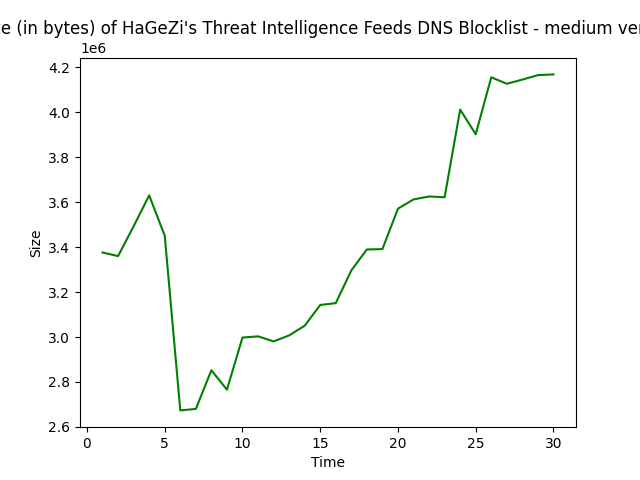 e (in bytes) of HaGeZi's Threat Intelligence Feeds DNS Blocklist - medium ver
1e6
4.2
4.0
3.8
3.6
3.4
3.2
3.0
2.8
2.6
Size
0 5 10 15 20 25 30
Time